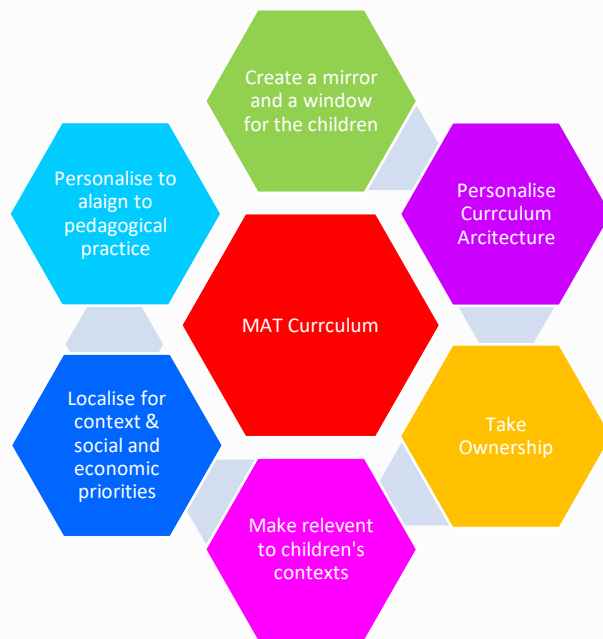 Create a mirror
and a window
for the children
Personalise
Currculum
Arcitecture
Take
Ownership
Make relevent
to children's
contexts
Localise for
context &
social and
economic
priorities
Personalise to
alaign to
pedagogical
practice
MAT Currculum